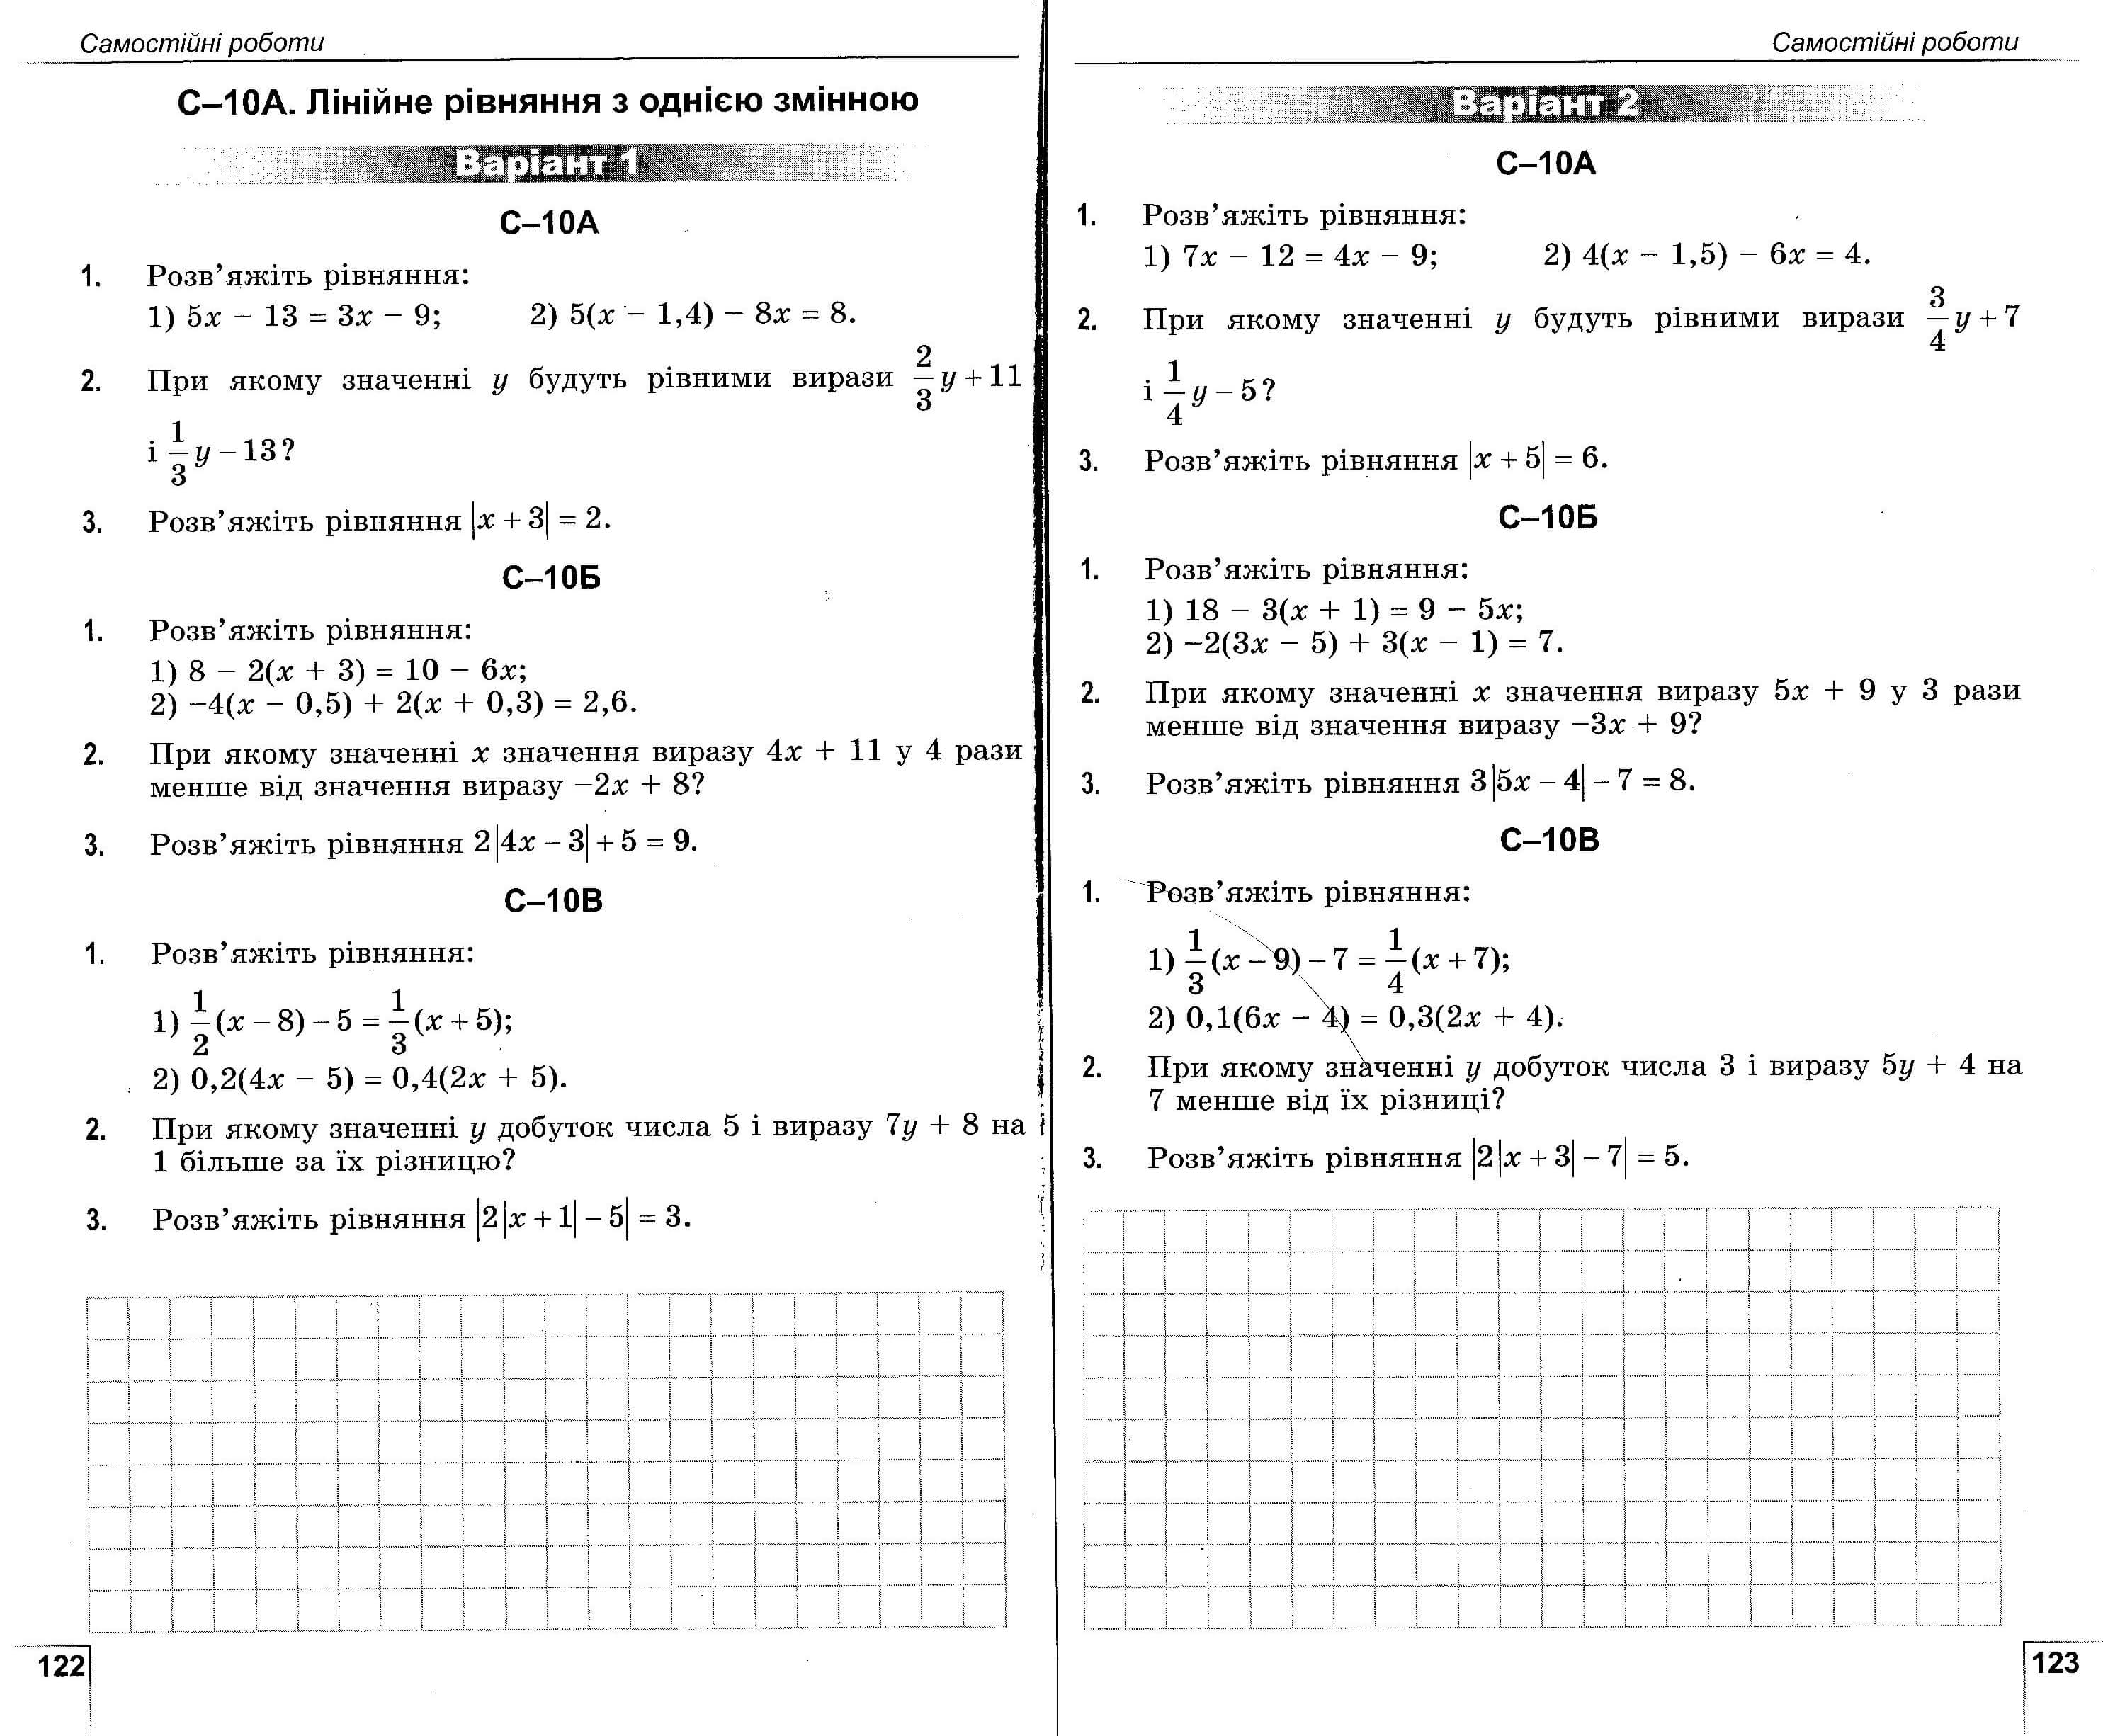 Самостійні роботи
С–10А. Лінійне рівняння з однією змінною
Варіант 1
С–10А
1. Розв’яжіть рівняння:
1) 5x − 13 = 3x − 9; 2) 5(x − 1,4) − 8x = 8.
2. При якому значенні y будуть рівними вирази 2/3 y + 11
і 1/3 y − 13?
3. Розв’яжіть рівняння |x + 3| = 2.
С–10Б
1. Розв’яжіть рівняння:
1) 8 − 2(x + 3) = 10 − 6x;
2) −4(x − 0,5) + 2(x + 0,3) = 2,6.
2. При якому значенні x значення виразу 4x + 11 у 4 рази
менше від значення виразу −2x + 8?
3. Розв’яжіть рівняння 2|4x − 3| + 5 = 9.
С–10В
1. Розв’яжіть рівняння:
1) 1/2 (x − 8) − 5 = 1/3 (x + 5);
2) 0,2(4x − 5) = 0,4(2x + 5).
2. При якому значенні y добуток числа 5 і виразу 7y + 8 на
1 більше за їх різницю?
3. Розв’яжіть рівняння |2|x + 1| − 5| = 3.
122
Самостійні роботи
Варіант 2
С–10А
1. Розв’яжіть рівняння:
1) 7x − 12 = 4x − 9; 2) 4(x − 1,5) − 6x = 4.
2. При якому значенні y будуть рівними вирази 3/4 y + 7
і 1/4 y − 5?
3. Розв’яжіть рівняння |x + 5| = 6.
С–10Б
1. Розв’яжіть рівняння:
1) 18 − 3(x + 1) = 9 − 5x;
2) −2(3x − 5) + 3(x − 1) = 7.
2. При якому значенні x значення виразу 5x + 9 у 3 рази
менше від значення виразу −3x + 9?
3. Розв’яжіть рівняння 3|5x − 4| − 7 = 8.
С–10В
1. Розв’яжіть рівняння:
1) 1/3 (x − 9) − 7 = 1/4 (x + 7);
2) 0,1(6x − 4) = 0,3(2x + 4).
2. При якому значенні y добуток числа 3 і виразу 5y + 4 на
7 менше від їх різниці?
3. Розв’яжіть рівняння |2|x + 3| − 7| = 5.
123